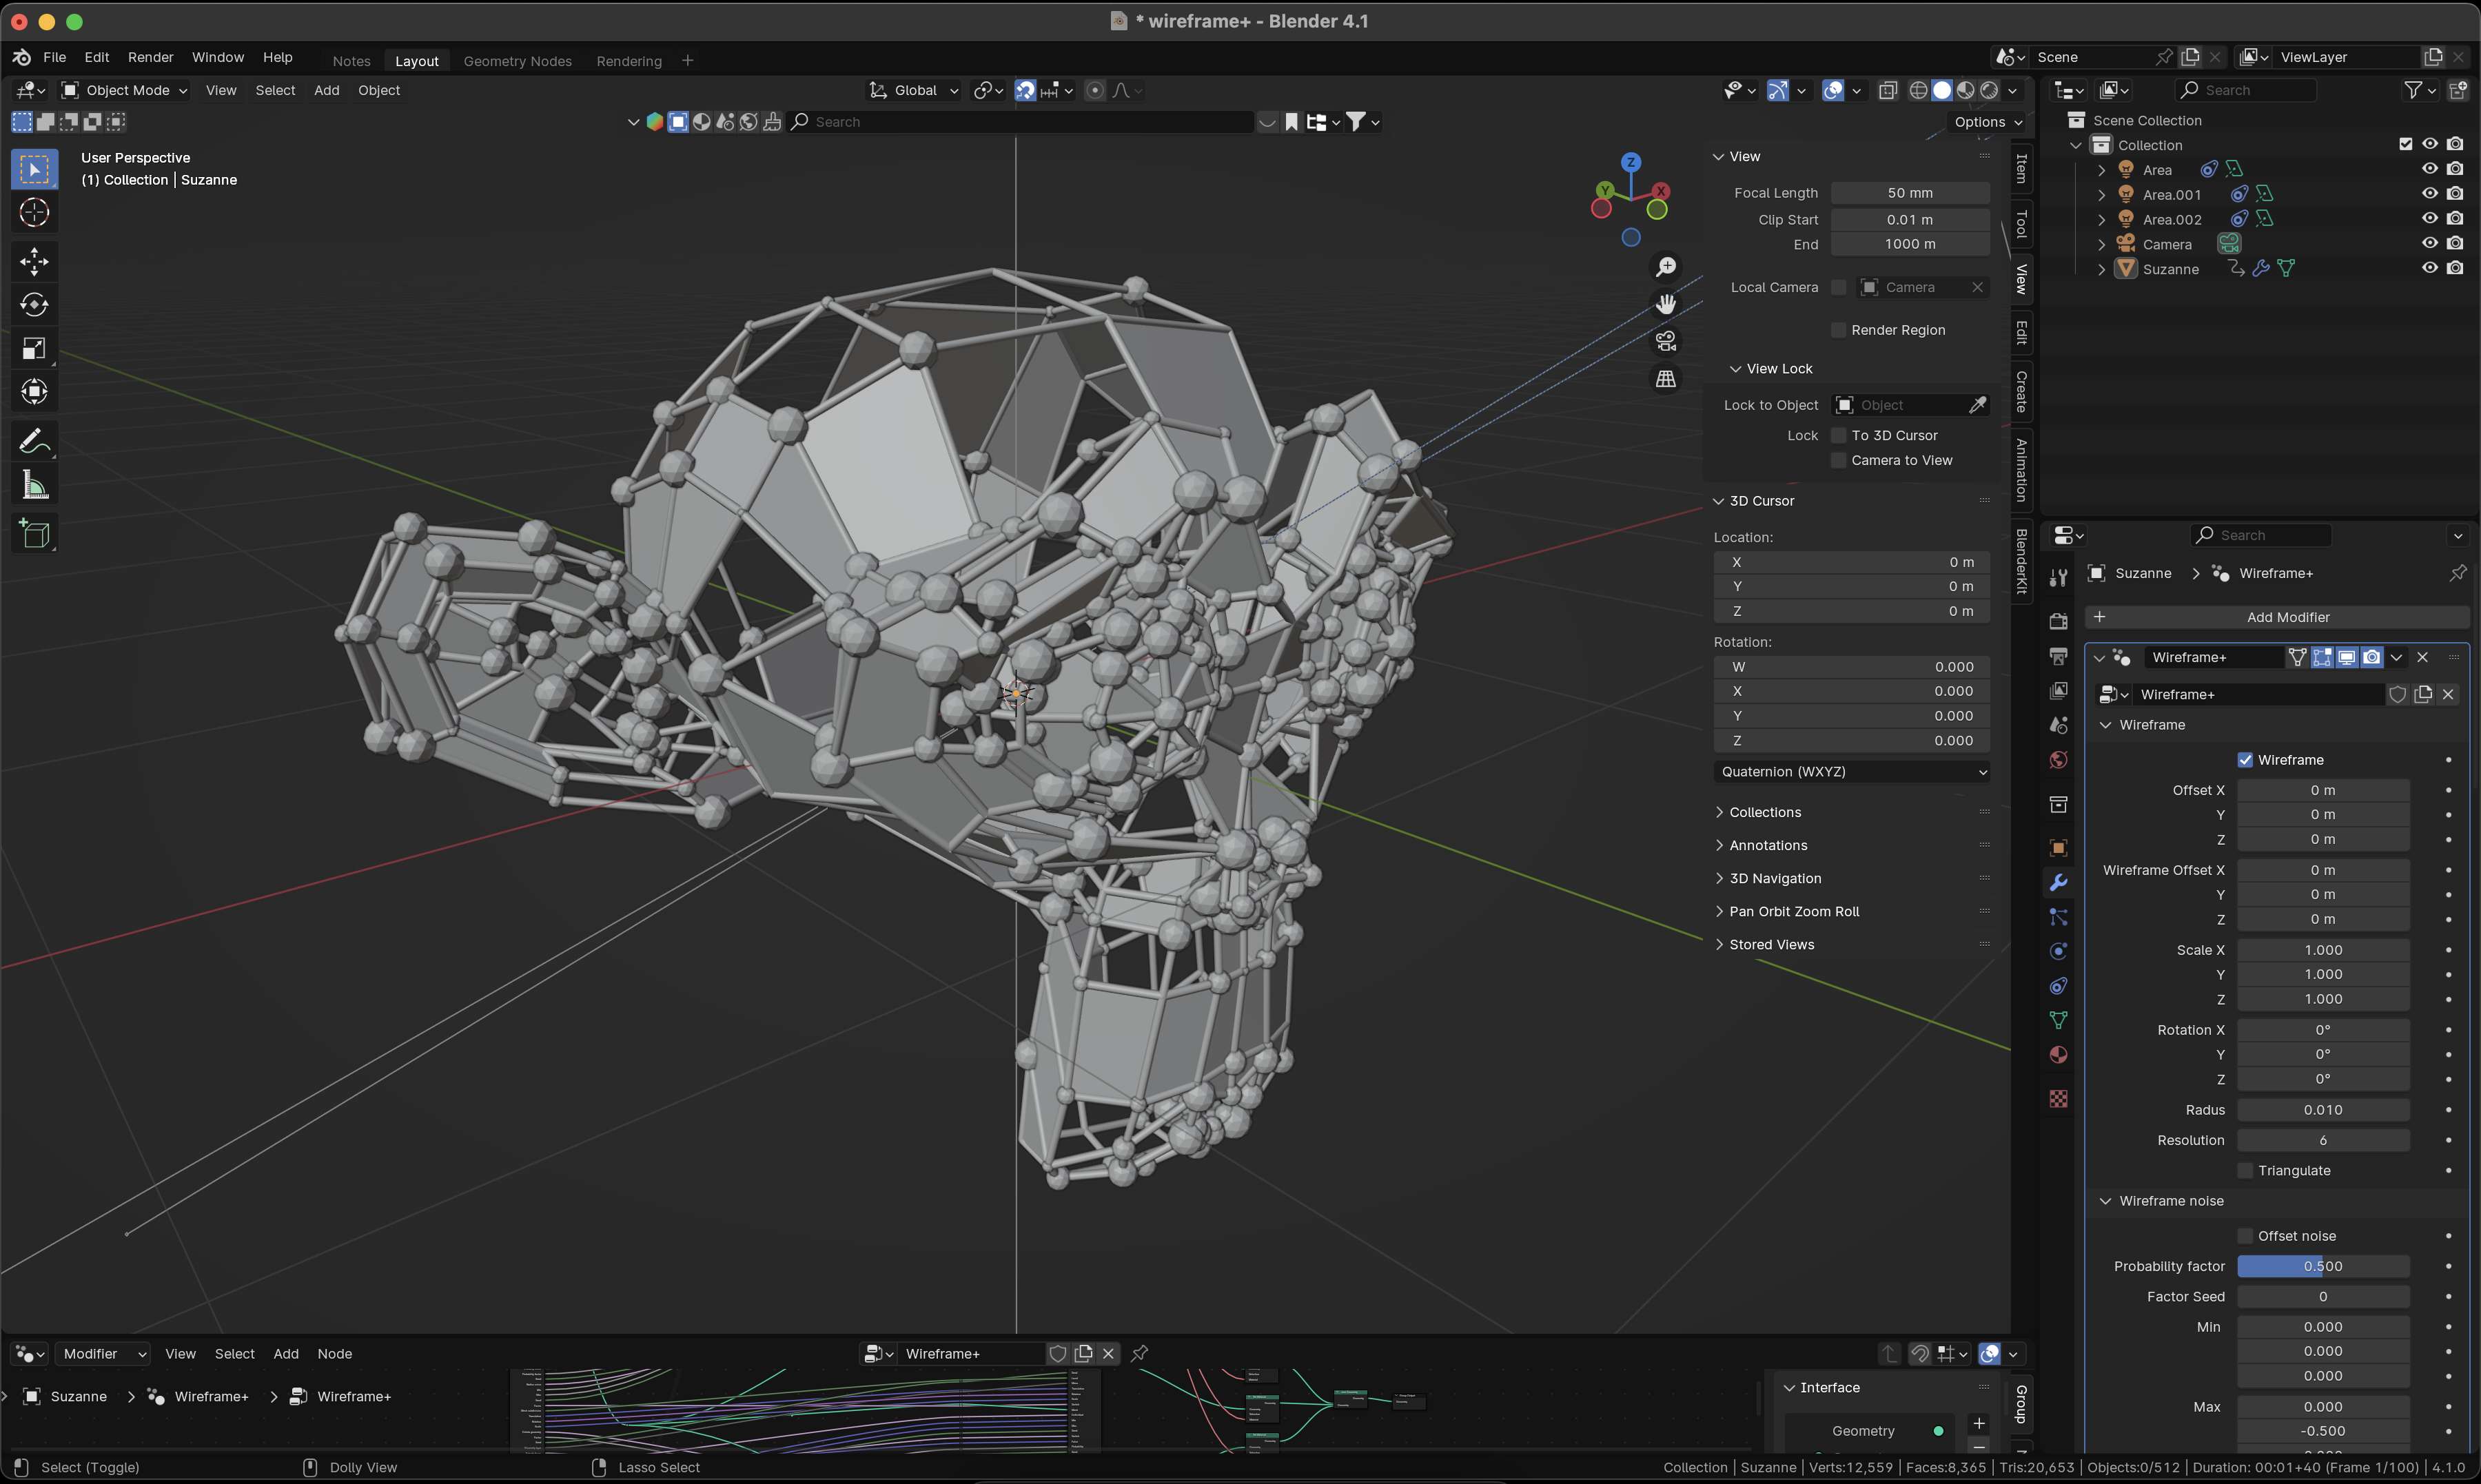 * wireframe+ - Blender 4.1
File Edit Render Window Help Notes Layout Geometry Nodes Rendering + Scene ViewLayer
Object Mode View Select Add Object Global Search
Search Options
User Perspective
(1) Collection | Suzanne
Z
Y X
View
Focal Length 50 mm
Clip Start 0.01 m
End 1000 m
Local Camera Camera
Render Region
View Lock
Lock to Object Object
Lock To 3D Cursor
Camera to View
3D Cursor
Location:
X 0 m
Y 0 m
Z 0 m
Rotation:
W 0.000
X 0.000
Y 0.000
Z 0.000
Quaternion (WXYZ)
Collections
Annotations
3D Navigation
Pan Orbit Zoom Roll
Stored Views
Item
Tool
View
Edit
Create
Animation
BlenderKit
Scene Collection
Collection
Area
Area.001
Area.002
Camera
Suzanne
Search
Suzanne > Wireframe+
+ Add Modifier
Wireframe+
Wireframe+
Wireframe
Wireframe
Offset X 0 m
Y 0 m
Z 0 m
Wireframe Offset X 0 m
Y 0 m
Z 0 m
Scale X 1.000
Y 1.000
Z 1.000
Rotation X 0°
Y 0°
Z 0°
Radius 0.010
Resolution 6
Triangulate
Wireframe noise
Offset noise
Probability factor 0.500
Factor Seed 0
Min 0.000
0.000
0.000
Max 0.000
-0.500
Modifier View Select Add Node Wireframe+
Suzanne > Wireframe+ > Wireframe+
Interface
Geometry
Group
Select (Toggle) Dolly View Lasso Select Collection | Suzanne | Verts:12,559 | Faces:8,365 | Tris:20,653 | Objects:0/512 | Duration: 00:01+40 (Frame 1/100) | 4.1.0